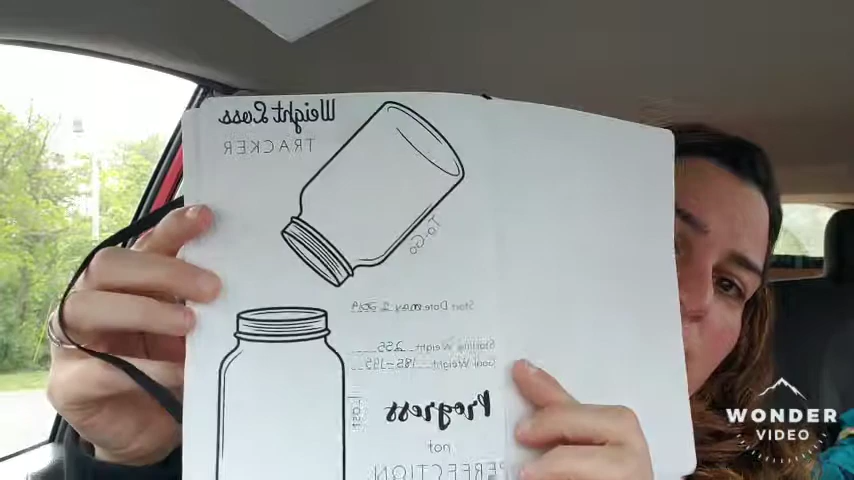 Weight Loss
TRACKER
To-Go
Start Date MAY 2 2019
Starting Weight 255
Goal Weight 185-195
Lost
Progress
not
PERFECTION
WONDER
VIDEO